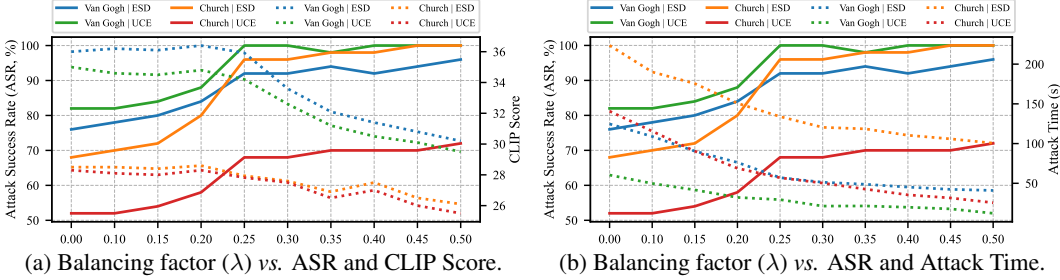 Van Gogh | ESD Church | ESD Van Gogh | ESD Church | ESD
Van Gogh | UCE Church | UCE Van Gogh | UCE Church | UCE
100
90
80
70
60
50
Attack Success Rate (ASR, %)
36
34
32
30
28
26
CLIP Score
0.00 0.10 0.15 0.20 0.25 0.30 0.35 0.40 0.45 0.50
(a) Balancing factor (λ) vs. ASR and CLIP Score.
Van Gogh | ESD Church | ESD Van Gogh | ESD Church | ESD
Van Gogh | UCE Church | UCE Van Gogh | UCE Church | UCE
100
90
80
70
60
50
Attack Success Rate (ASR, %)
200
150
100
50
Attack Time (s)
0.00 0.10 0.15 0.20 0.25 0.30 0.35 0.40 0.45 0.50
(b) Balancing factor (λ) vs. ASR and Attack Time.